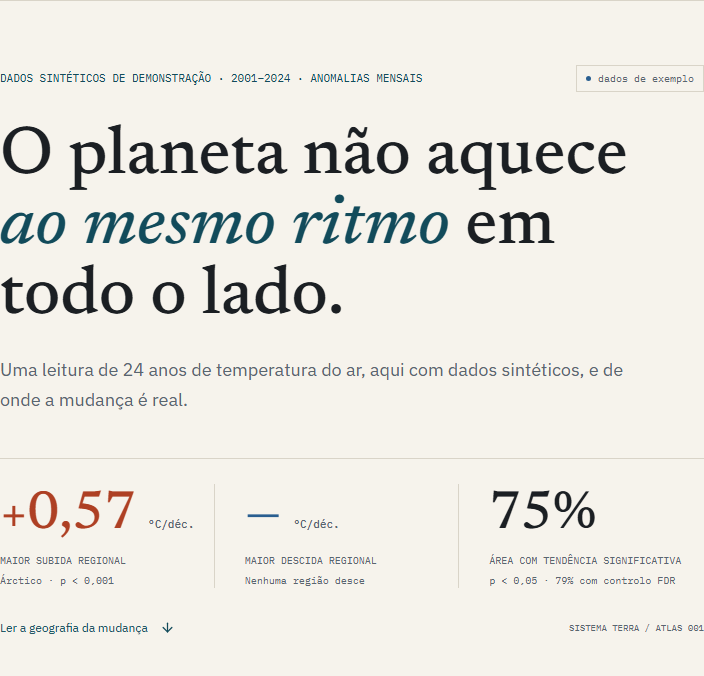 DADOS SINTÉTICOS DE DEMONSTRAÇÃO · 2001–2024 · ANOMALIAS MENSAIS
dados de exemplo
O planeta não aquece
ao mesmo ritmo em
todo o lado.
Uma leitura de 24 anos de temperatura do ar, aqui com dados sintéticos, e de
onde a mudança é real.
+0,57 °C/déc.
MAIOR SUBIDA REGIONAL
Árctico · p < 0,001
— °C/déc.
MAIOR DESCIDA REGIONAL
Nenhuma região desce
75%
ÁREA COM TENDÊNCIA SIGNIFICATIVA
p < 0,05 · 79% com controlo FDR
Ler a geografia da mudança ↓
SISTEMA TERRA / ATLAS 001